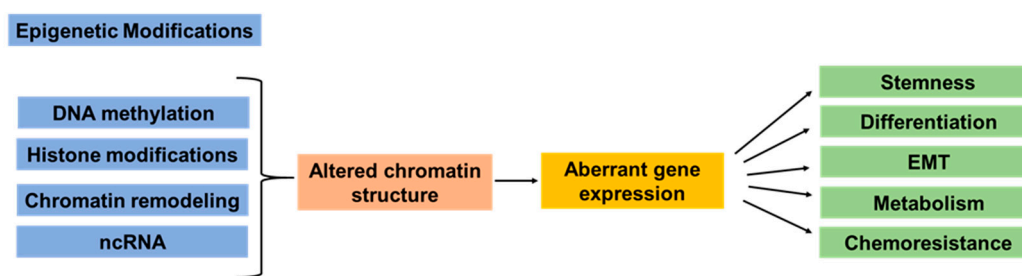 Epigenetic Modifications
DNA methylation
Histone modifications
Chromatin remodeling
ncRNA
Altered chromatin
structure
Aberrant gene
expression
Stemness
Differentiation
EMT
Metabolism
Chemoresistance